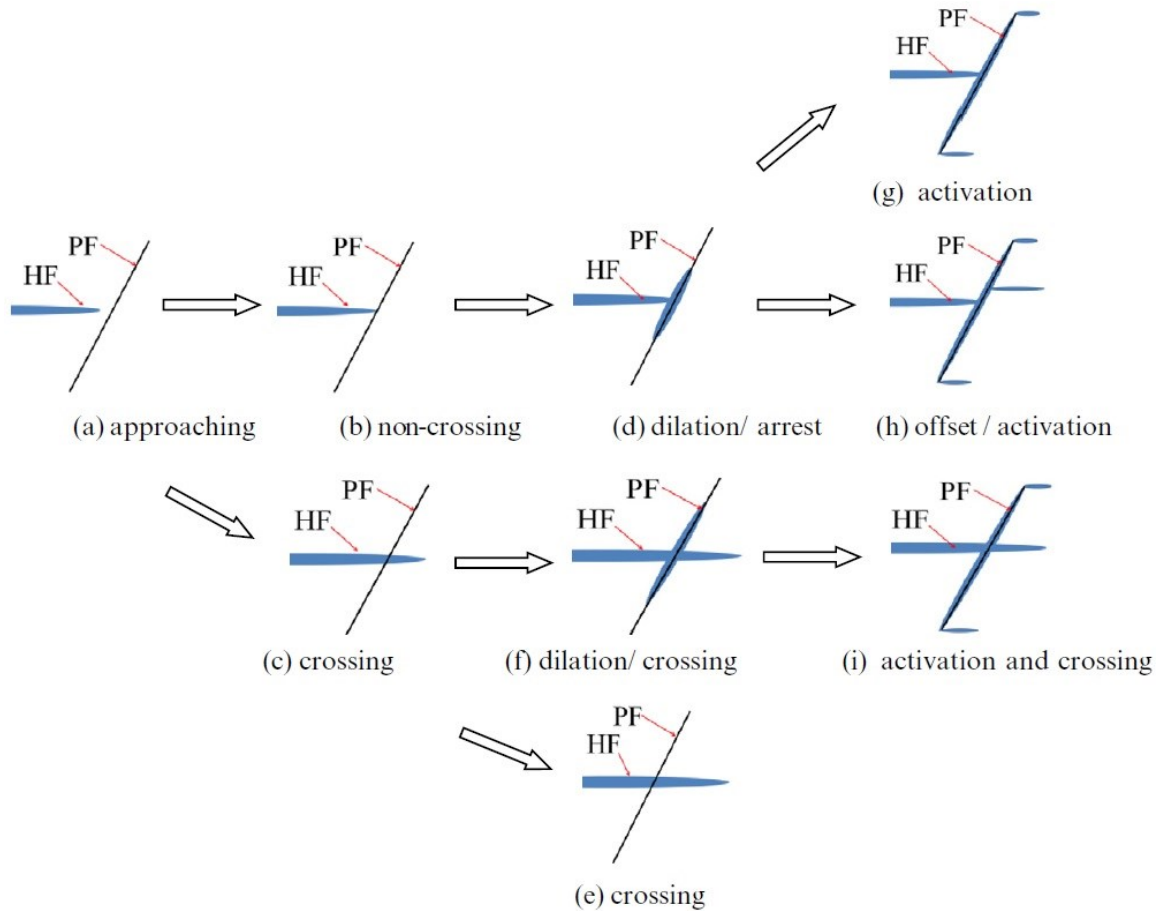 PF
HF
(g) activation
PF
HF
(a) approaching
PF
HF
(b) non-crossing
PF
HF
(d) dilation/ arrest
PF
HF
(h) offset / activation
PF
HF
(c) crossing
PF
HF
(f) dilation/ crossing
PF
HF
(i) activation and crossing
PF
HF
(e) crossing